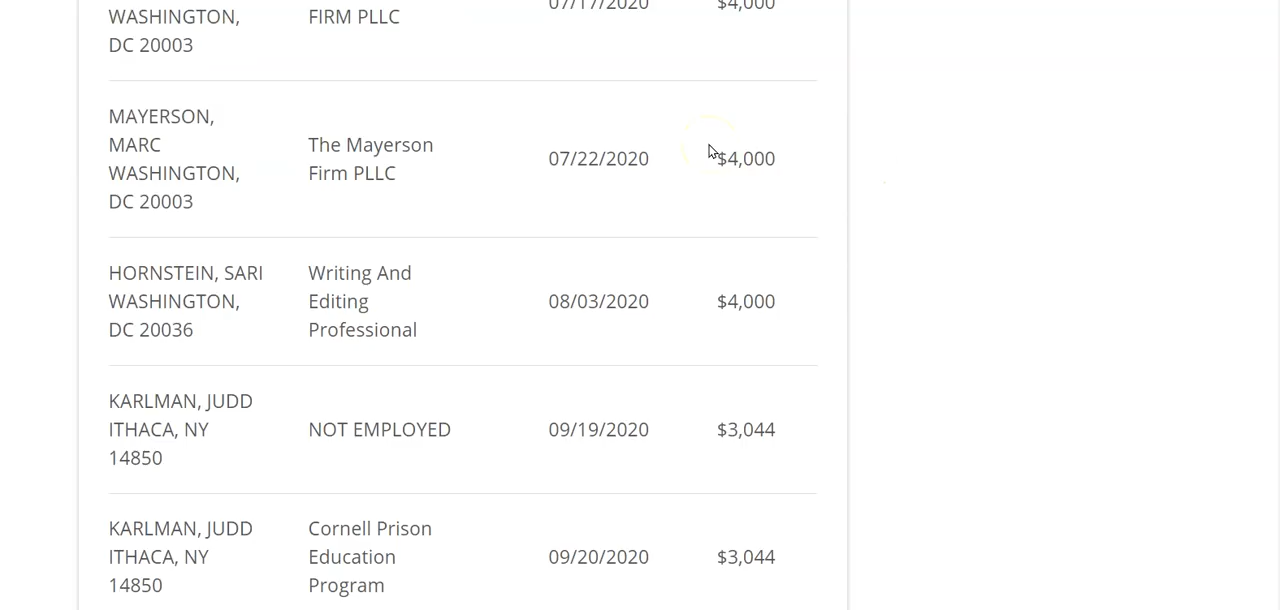 07/17/2020 $4,000
WASHINGTON, FIRM PLLC
DC 20003
MAYERSON,
MARC The Mayerson
07/22/2020 $4,000
WASHINGTON, Firm PLLC
DC 20003
HORNSTEIN, SARI Writing And
WASHINGTON, Editing 08/03/2020 $4,000
DC 20036 Professional
KARLMAN, JUDD
ITHACA, NY NOT EMPLOYED 09/19/2020 $3,044
14850
KARLMAN, JUDD Cornell Prison
ITHACA, NY Education 09/20/2020 $3,044
14850 Program